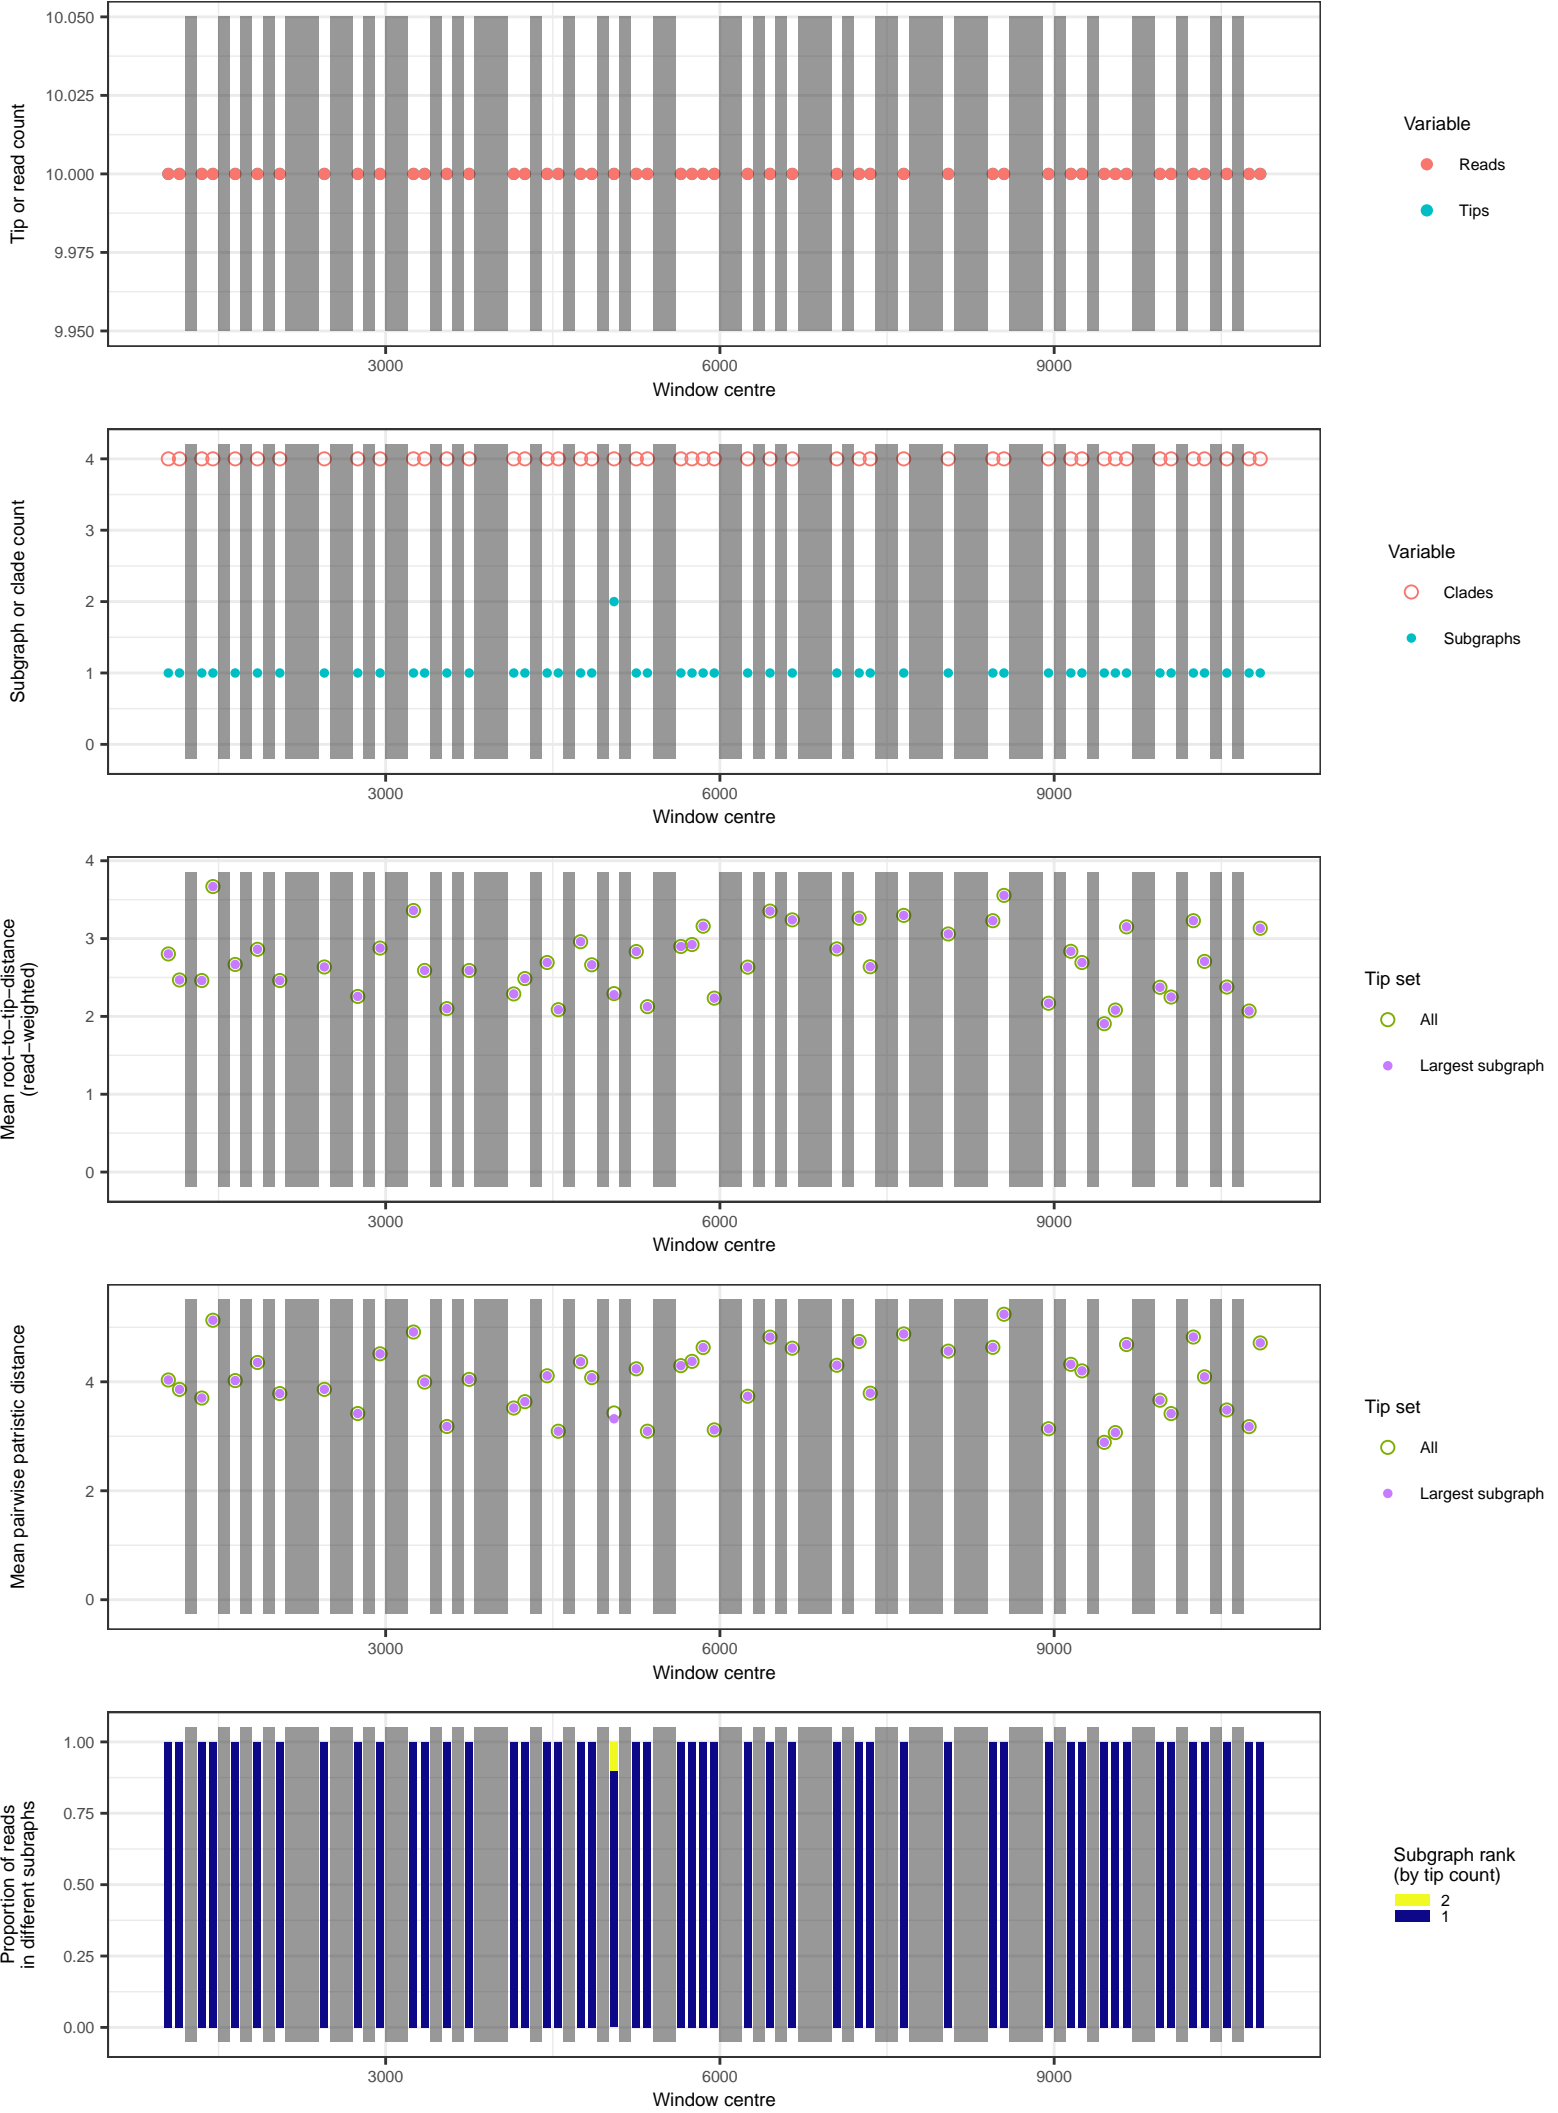 10.050
10.025
10.000
9.975
9.950
Tip or read count
3000
6000
9000
Window centre
Variable
Reads
Tips
4
3
2
1
0
Subgraph or clade count
3000
6000
9000
Window centre
Variable
Clades
Subgraphs
4
3
2
1
0
Mean root−to−tip−distance
(read−weighted)
3000
6000
9000
Window centre
Tip set
All
Largest subgraph
4
2
0
Mean pairwise patristic distance
3000
6000
9000
Window centre
Tip set
All
Largest subgraph
1.00
0.75
0.50
0.25
0.00
Proportion of reads
in different subraphs
3000
6000
9000
Window centre
Subgraph rank
(by tip count)
2
1